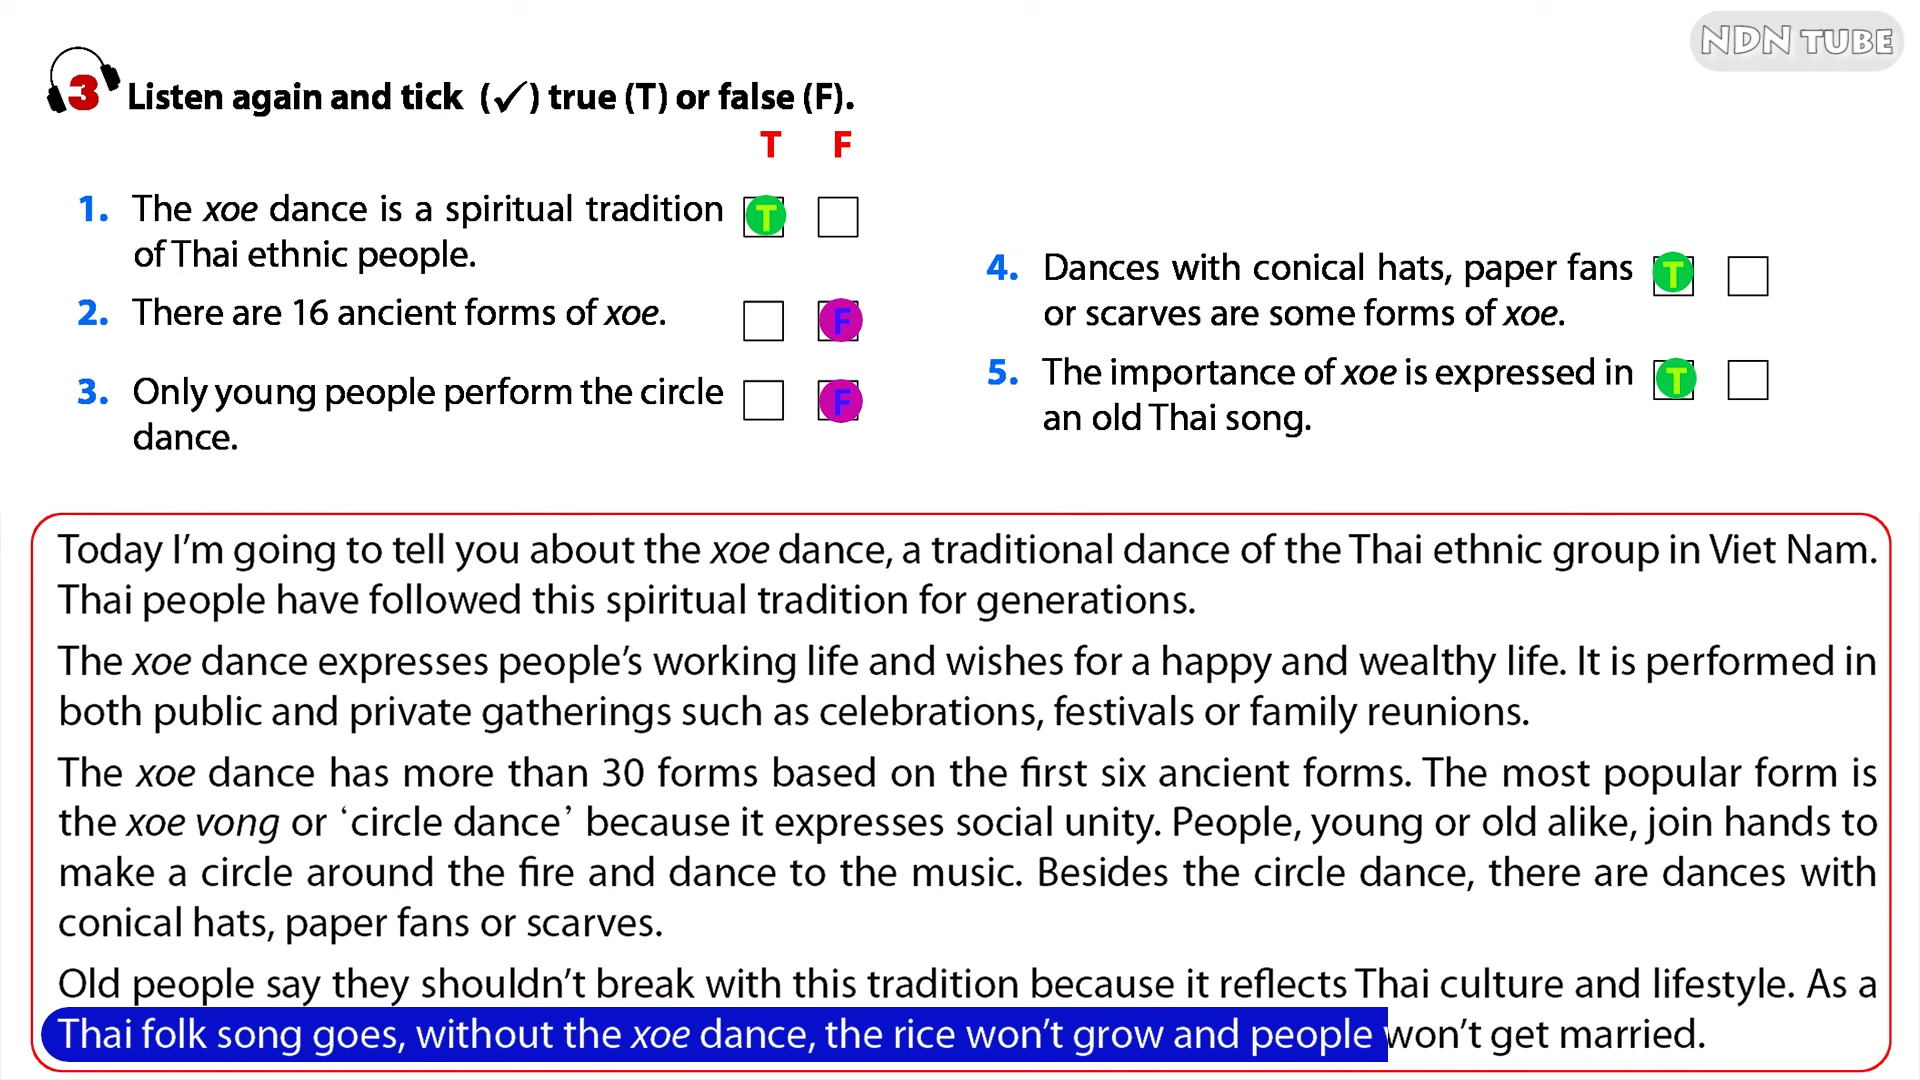 NDN TUBE
3 Listen again and tick (✓) true (T) or false (F).
T F
1. The xoe dance is a spiritual tradition T
of Thai ethnic people.
2. There are 16 ancient forms of xoe. F
3. Only young people perform the circle F
dance.
4. Dances with conical hats, paper fans T
or scarves are some forms of xoe.
5. The importance of xoe is expressed in T
an old Thai song.
Today I’m going to tell you about the xoe dance, a traditional dance of the Thai ethnic group in Viet Nam.
Thai people have followed this spiritual tradition for generations.
The xoe dance expresses people’s working life and wishes for a happy and wealthy life. It is performed in
both public and private gatherings such as celebrations, festivals or family reunions.
The xoe dance has more than 30 forms based on the first six ancient forms. The most popular form is
the xoe vong or ‘circle dance’ because it expresses social unity. People, young or old alike, join hands to
make a circle around the fire and dance to the music. Besides the circle dance, there are dances with
conical hats, paper fans or scarves.
Old people say they shouldn’t break with this tradition because it reflects Thai culture and lifestyle. As a
Thai folk song goes, without the xoe dance, the rice won’t grow and people won’t get married.